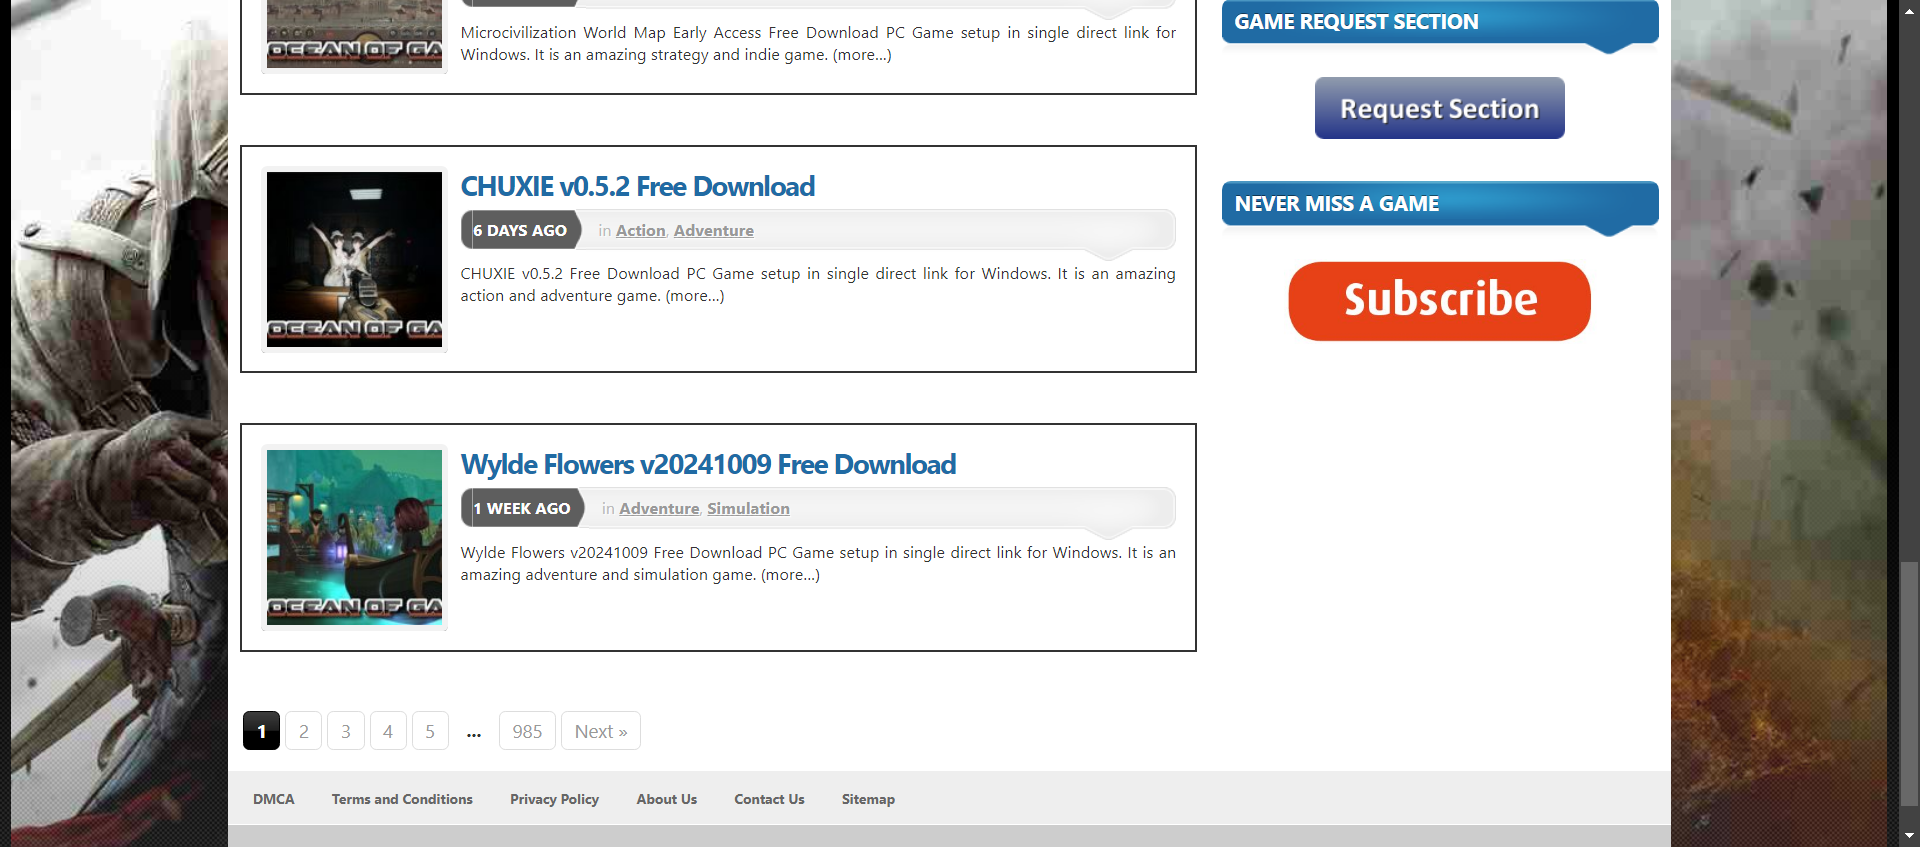 OCEAN OF GA
Microcivilization World Map Early Access Free Download PC Game setup in single direct link for
Windows. It is an amazing strategy and indie game. (more…)
CHUXIE v0.5.2 Free Download
6 DAYS AGO in Action, Adventure
CHUXIE v0.5.2 Free Download PC Game setup in single direct link for Windows. It is an amazing
action and adventure game. (more…)
OCEAN OF GA
Wylde Flowers v20241009 Free Download
1 WEEK AGO in Adventure, Simulation
Wylde Flowers v20241009 Free Download PC Game setup in single direct link for Windows. It is an
amazing adventure and simulation game. (more…)
OCEAN OF GA
1 2 3 4 5 ... 985 Next »
GAME REQUEST SECTION
Request Section
NEVER MISS A GAME
Subscribe
DMCA Terms and Conditions Privacy Policy About Us Contact Us Sitemap